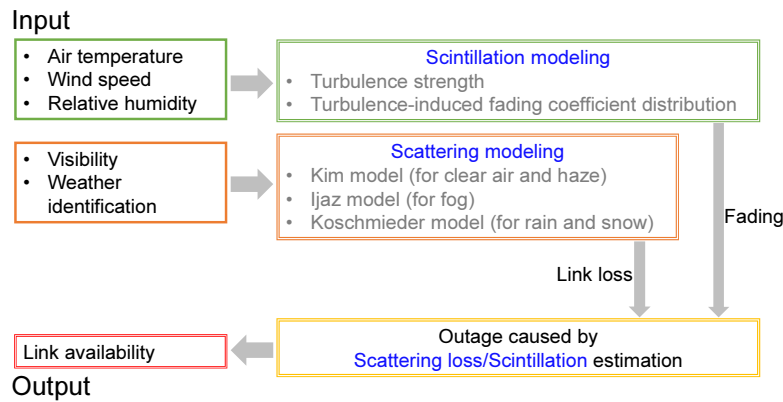 Input
• Air temperature
• Wind speed
• Relative humidity
Scintillation modeling
• Turbulence strength
• Turbulence-induced fading coefficient distribution
• Visibility
• Weather
identification
Scattering modeling
• Kim model (for clear air and haze)
• Ijaz model (for fog)
• Koschmieder model (for rain and snow)
Fading
Link loss
Link availability
Outage caused by
Scattering loss/Scintillation estimation
Output